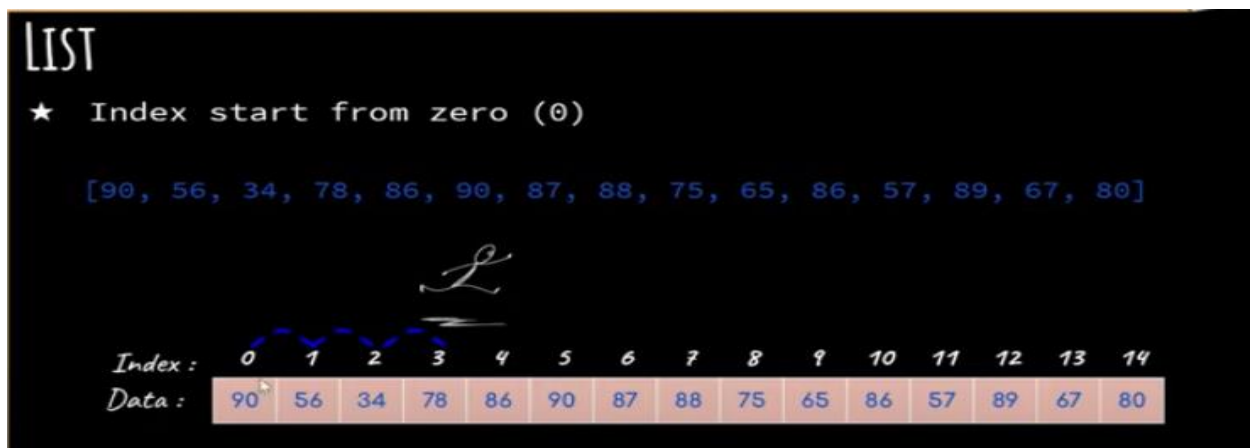 LIST
★ Index start from zero (0)
[90, 56, 34, 78, 86, 90, 87, 88, 75, 65, 86, 57, 89, 67, 80]
Index : 0 1 2 3 4 5 6 7 8 9 10 11 12 13 14
Data : 90 56 34 78 86 90 87 88 75 65 86 57 89 67 80